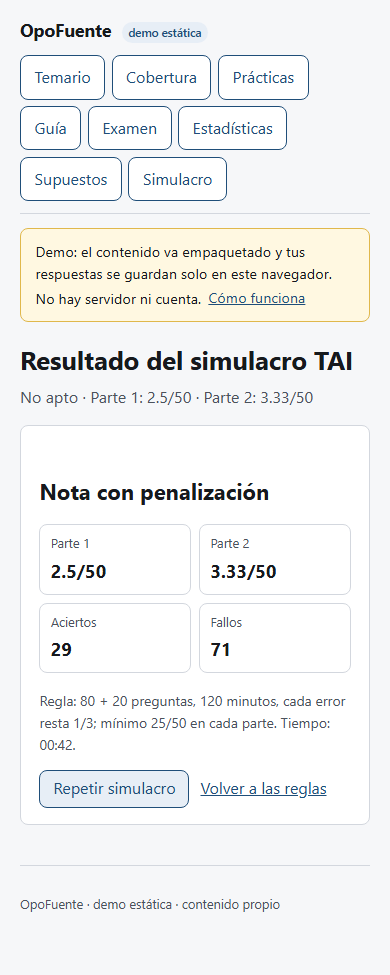 OpoFuente demo estática
Temario Cobertura Prácticas
Guía Examen Estadísticas
Supuestos Simulacro
Demo: el contenido va empaquetado y tus
respuestas se guardan solo en este navegador.
No hay servidor ni cuenta. Cómo funciona
Resultado del simulacro TAI
No apto · Parte 1: 2.5/50 · Parte 2: 3.33/50
Nota con penalización
Parte 1 Parte 2
2.5/50 3.33/50
Aciertos Fallos
29 71
Regla: 80 + 20 preguntas, 120 minutos, cada error
resta 1/3; mínimo 25/50 en cada parte. Tiempo:
00:42.
Repetir simulacro Volver a las reglas
OpoFuente · demo estática · contenido propio